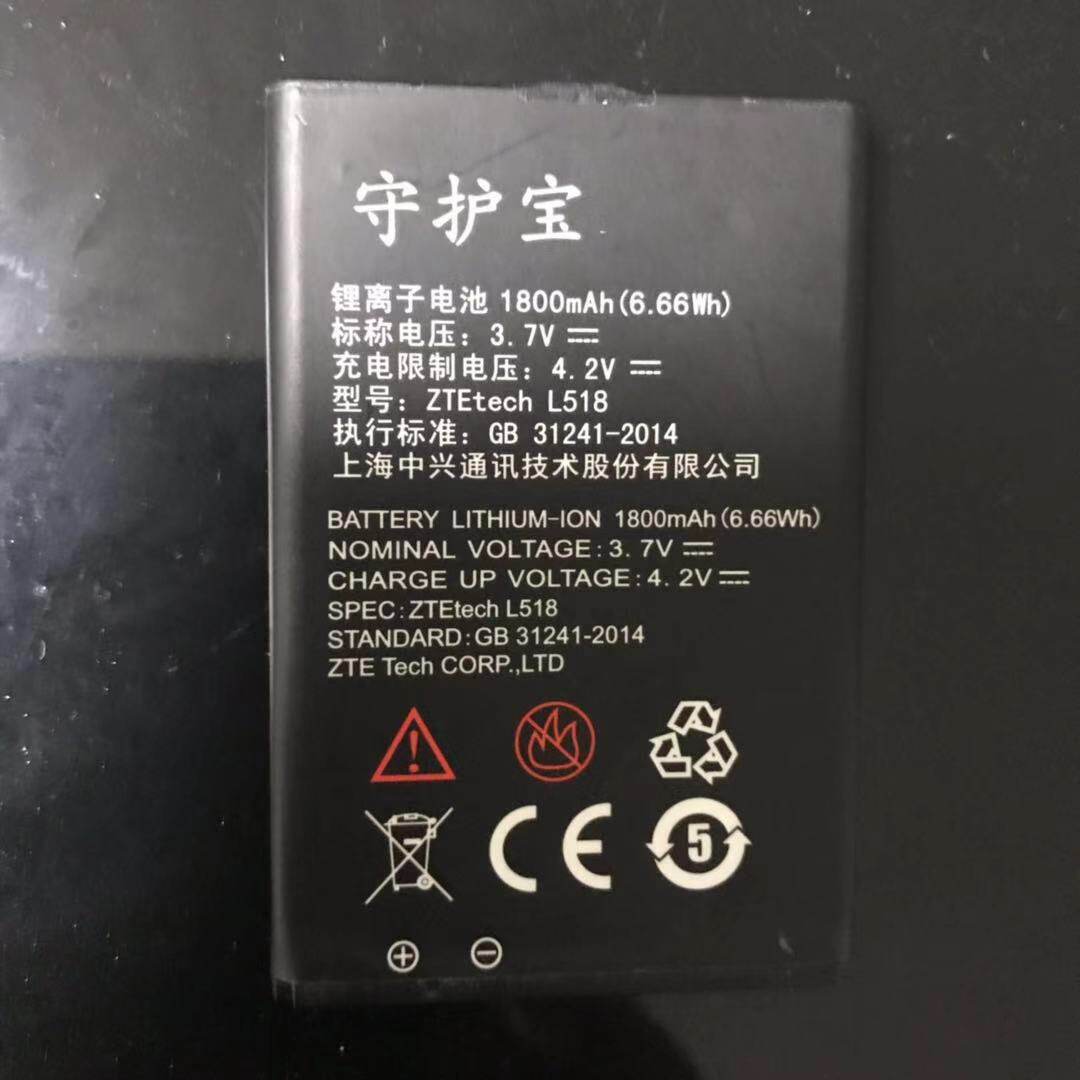 守护宝
锂离子电池 1800mAh(6.66Wh)
标称电压：3.7V ⎓
充电限制电压：4.2V ⎓
型号：ZTEtech L518
执行标准：GB 31241-2014
上海中兴通讯技术股份有限公司
BATTERY LITHIUM-ION 1800mAh(6.66Wh)
NOMINAL VOLTAGE:3.7V ⎓
CHARGE UP VOLTAGE:4.2V ⎓
SPEC:ZTEtech L518
STANDARD:GB 31241-2014
ZTE Tech CORP.,LTD
CE 5
⊕ ⊖